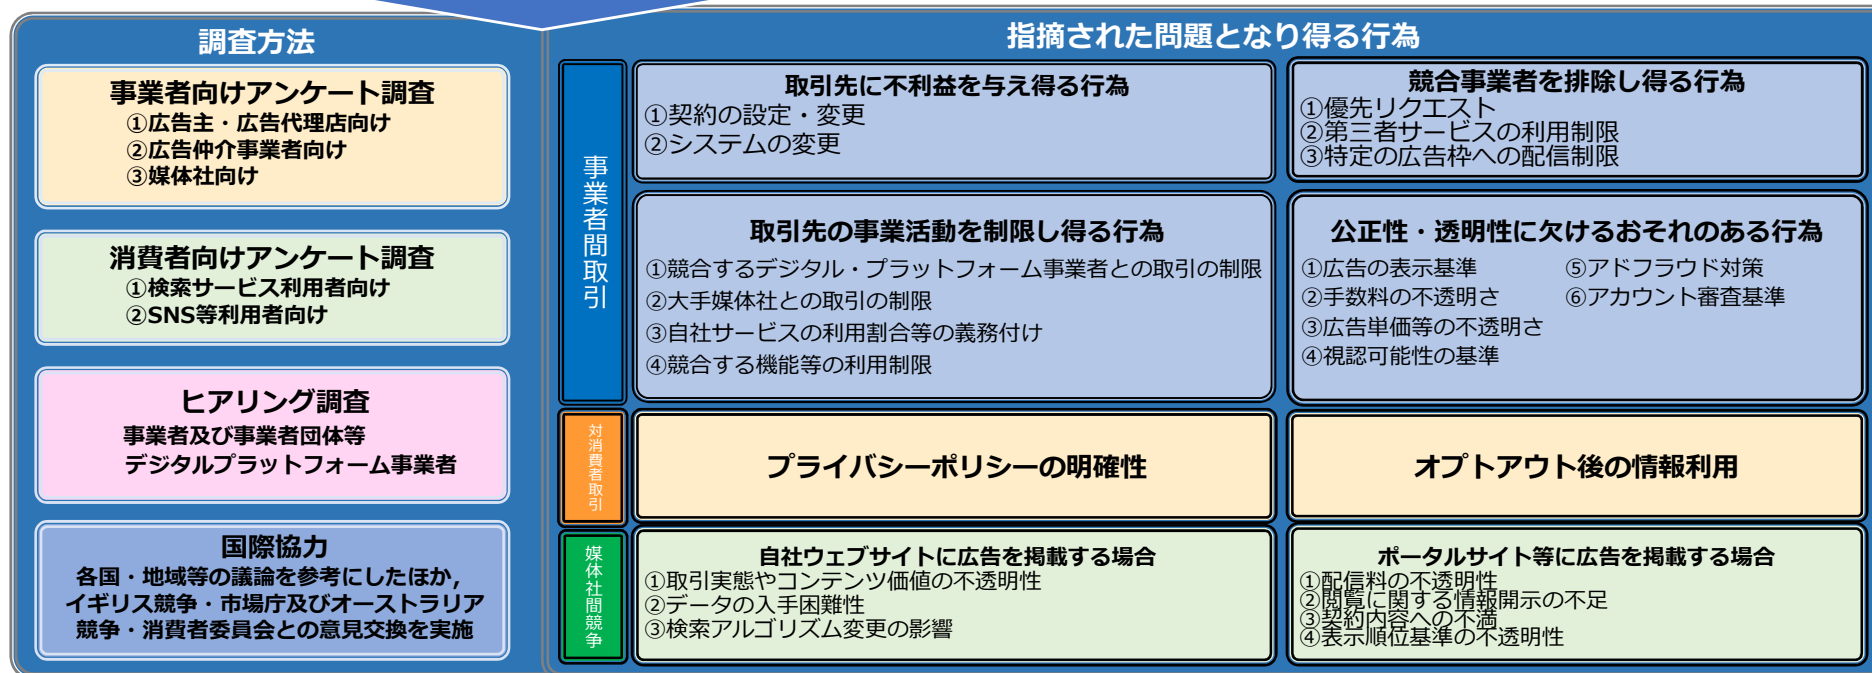 調査方法
事業者向けアンケート調査
①広告主・広告代理店向け
②広告仲介事業者向け
③媒体社向け
消費者向けアンケート調査
①検索サービス利用者向け
②SNS等利用者向け
ヒアリング調査
事業者及び事業者団体等
デジタルプラットフォーム事業者
国際協力
各国・地域等の議論を参考にしたほか，
イギリス競争・市場庁及びオーストラリア
競争・消費者委員会との意見交換を実施
指摘された問題となり得る行為
事業者間取引
取引先に不利益を与え得る行為
①契約の設定・変更
②システムの変更
競合事業者を排除し得る行為
①優先リクエスト
②第三者サービスの利用制限
③特定の広告枠への配信制限
取引先の事業活動を制限し得る行為
①競合するデジタル・プラットフォーム事業者との取引の制限
②大手媒体社との取引の制限
③自社サービスの利用割合等の義務付け
④競合する機能等の利用制限
公正性・透明性に欠けるおそれのある行為
①広告の表示基準
②手数料の不透明さ
③広告単価等の不透明さ
④視認可能性の基準
⑤アドフラウド対策
⑥アカウント審査基準
対消費者取引
プライバシーポリシーの明確性
オプトアウト後の情報利用
媒体社間競争
自社ウェブサイトに広告を掲載する場合
①取引実態やコンテンツ価値の不透明性
②データの入手困難性
③検索アルゴリズム変更の影響
ポータルサイト等に広告を掲載する場合
①配信料の不透明性
②閲覧に関する情報開示の不足
③契約内容への不満
④表示順位基準の不透明性